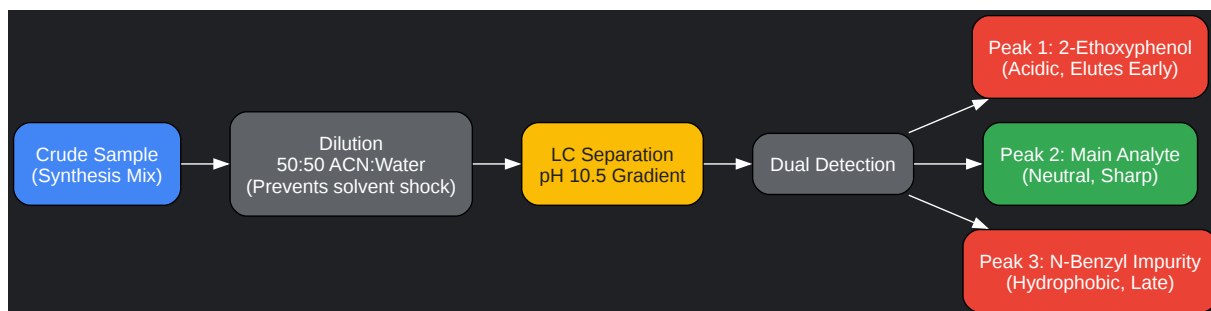 Crude Sample
(Synthesis Mix)
Dilution
50:50 ACN:Water
(Prevents solvent shock)
LC Separation
pH 10.5 Gradient
Dual Detection
Peak 1: 2-Ethoxyphenol
(Acidic, Elutes Early)
Peak 2: Main Analyte
(Neutral, Sharp)
Peak 3: N-Benzyl Impurity
(Hydrophobic, Late)